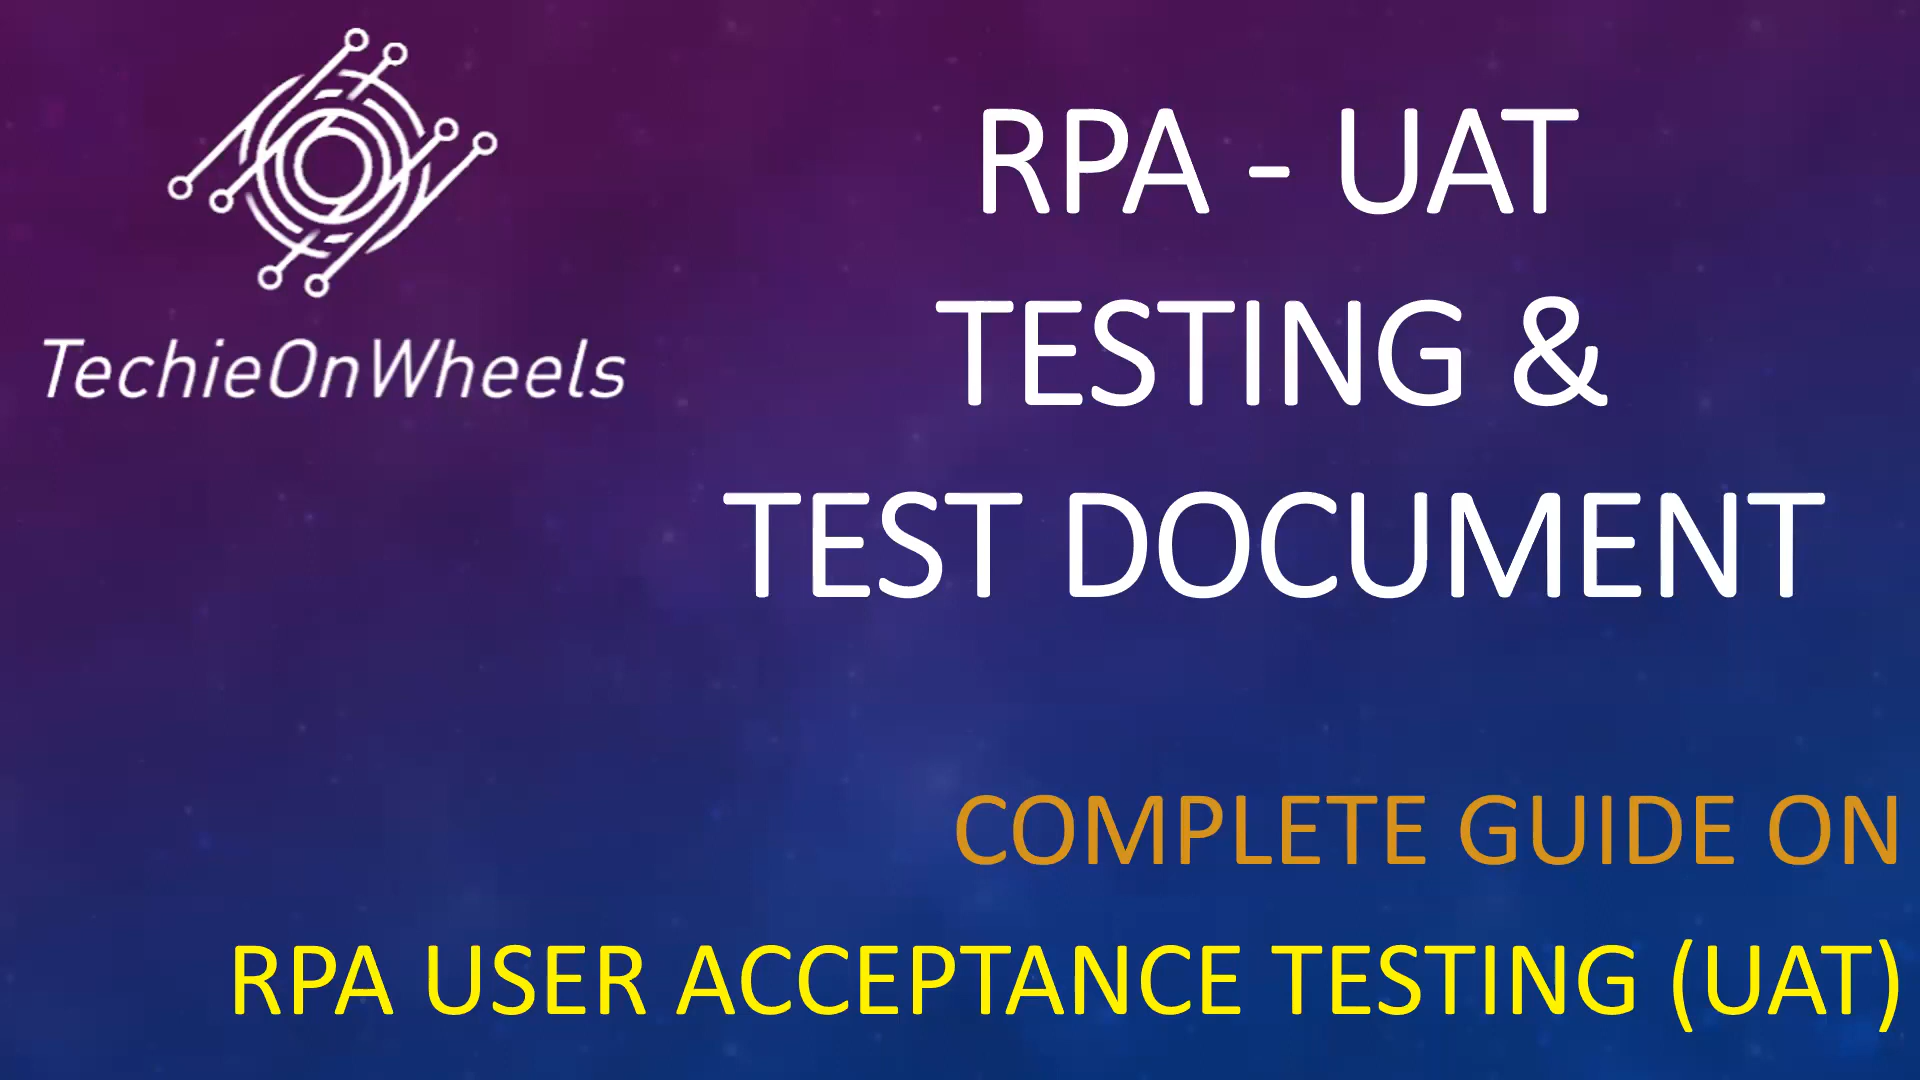 TechieOnWheels
RPA - UAT
TESTING &
TEST DOCUMENT
COMPLETE GUIDE ON
RPA USER ACCEPTANCE TESTING (UAT)